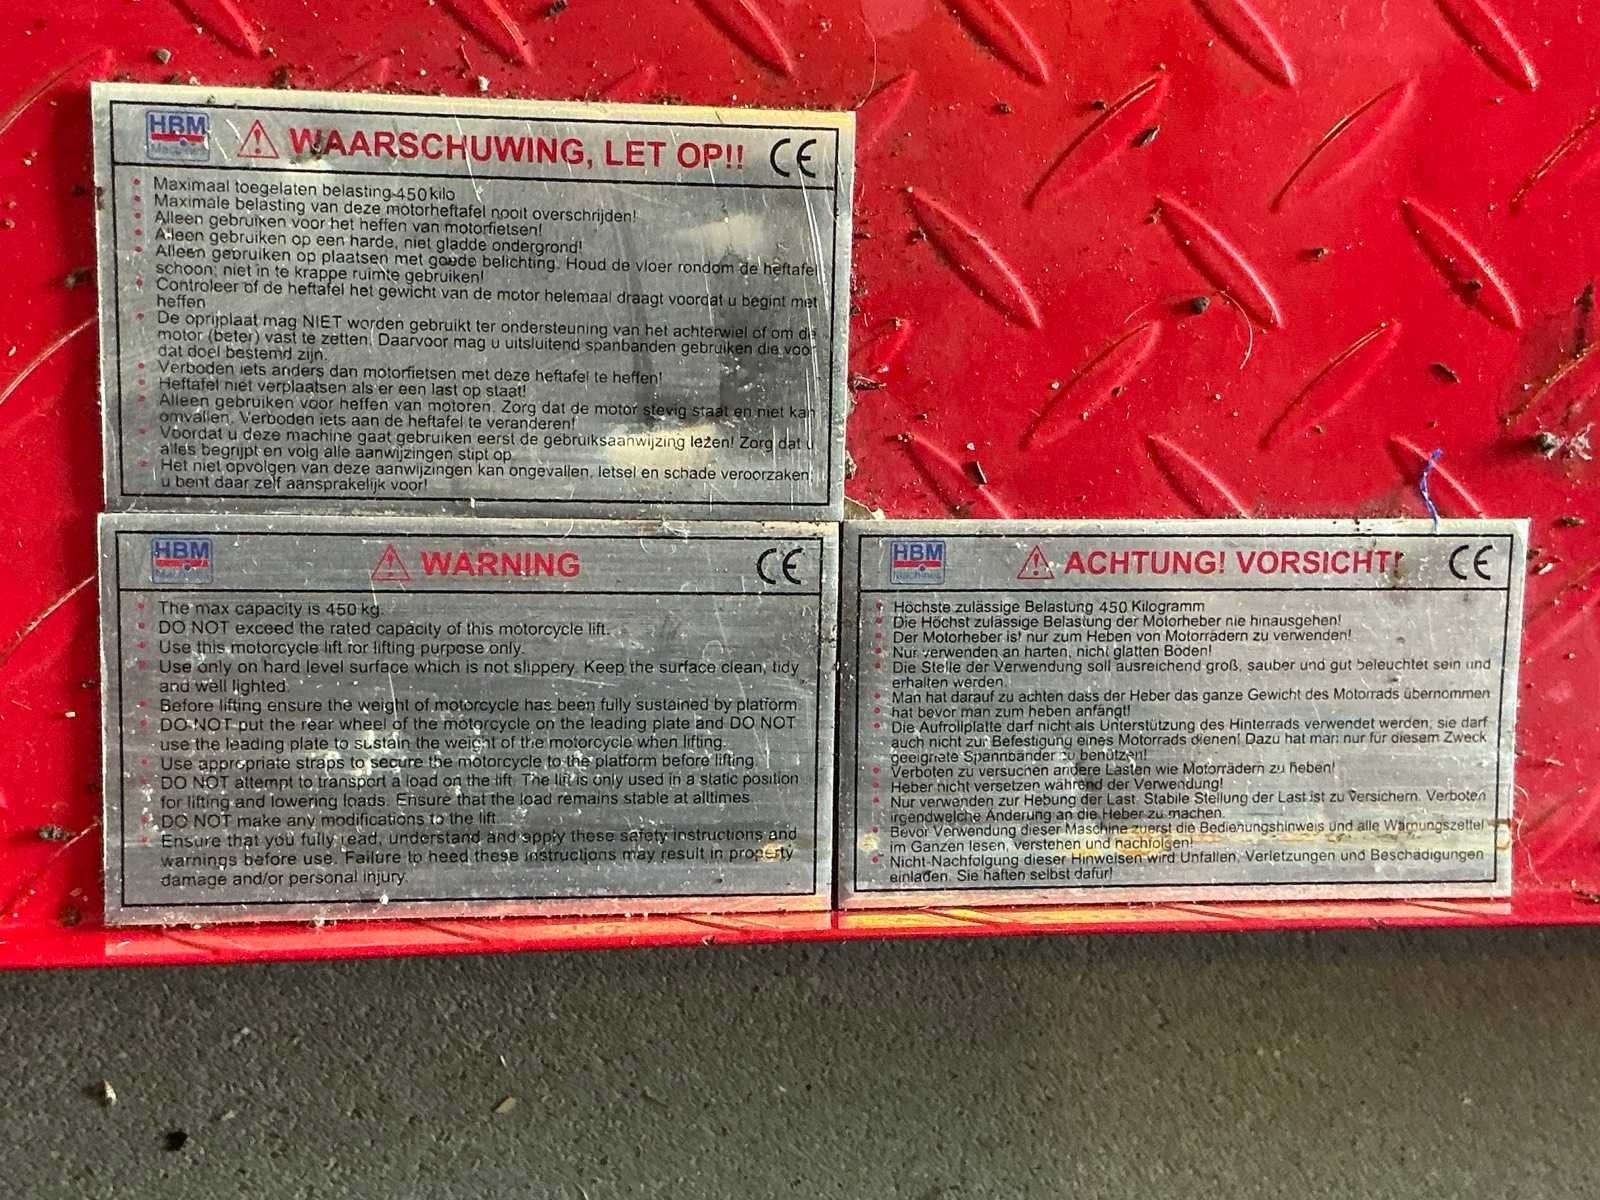 HBM
Machines
WAARSCHUWING, LET OP!!
CE
• Maximaal toegelaten belasting 450 kilo
• Maximale belasting van deze motorheftafel nooit overschrijden!
• Alleen gebruiken voor het heffen van motorfietsen!
• Alleen gebruiken op een harde, niet gladde ondergrond!
• Alleen gebruiken op plaatsen met goede belichting. Houd de vloer rondom de heftafel
schoon; niet in te krappe ruimte gebruiken!
• Controleer of de heftafel het gewicht van de motor helemaal draagt voordat u begint met
heffen
• De oprijplaat mag NIET worden gebruikt ter ondersteuning van het achterwiel of om de
motor (beter) vast te zetten. Daarvoor mag u uitsluitend spanbanden gebruiken die voor
dat doel bestemd zijn.
• Verboden iets anders dan motorfietsen met deze heftafel te heffen!
• Heftafel niet verplaatsen als er een last op staat!
• Alleen gebruiken voor heffen van motoren. Zorg dat de motor stevig staat en niet kan
omvallen. Verboden iets aan de heftafel te veranderen!
• Voordat u deze machine gaat gebruiken eerst de gebruiksaanwijzing lezen! Zorg dat u
alles begrijpt en volg alle aanwijzingen stipt op
• Het niet opvolgen van deze aanwijzingen kan ongevallen, letsel en schade veroorzaken;
u bent daar zelf aansprakelijk voor!
HBM
Machines
WARNING
CE
• The max capacity is 450 kg.
• DO NOT exceed the rated capacity of this motorcycle lift.
• Use this motorcycle lift for lifting purpose only.
• Use only on hard level surface which is not slippery. Keep the surface clean, tidy
and well lighted.
• Before lifting ensure the weight of motorcycle has been fully sustained by platform
• DO NOT put the rear wheel of the motorcycle on the leading plate and DO NOT
use the leading plate to sustain the weight of the motorcycle when lifting.
• Use appropriate straps to secure the motorcycle to the platform before lifting.
• DO NOT attempt to transport a load on the lift. The lift is only used in a static position
for lifting and lowering loads. Ensure that the load remains stable at alltimes
• DO NOT make any modifications to the lift
• Ensure that you fully read, understand and apply these safety instructions and
warnings before use. Failure to heed these instructions may result in property
damage and/or personal injury.
HBM
Machines
ACHTUNG! VORSICHT!
CE
• Höchste zulässige Belastung 450 Kilogramm
• Die Höchst zulässige Belastung der Motorheber nie hinausgehen!
• Der Motorheber ist nur zum Heben von Motorrädern zu verwenden!
• Nur verwenden an harten, nicht glatten Böden!
• Die Stelle der Verwendung soll ausreichend groß, sauber und gut beleuchtet sein und
erhalten werden.
• Man hat darauf zu achten dass der Heber das ganze Gewicht des Motorrads übernommen
• hat bevor man zum heben anfängt!
• Die Aufrollplatte darf nicht als Unterstützung des Hinterrads verwendet werden; sie darf
auch nicht zur Befestigung eines Motorrads dienen! Dazu hat man nur für diesem Zweck
geeignete Spannbänder zu benützen!
• Verboten zu versuchen andere Lasten wie Motorrädern zu heben!
• Heber nicht versetzen während der Verwendung!
• Nur verwenden zur Hebung der Last. Stabile Stellung der Last ist zu Versichern. Verboten
irgendwelche Änderung an die Heber zu machen.
• Bevor Verwendung dieser Maschine zuerst die Bedienungshinweis und alle Warnungszettel
im Ganzen lesen, verstehen und nachfolgen!
• Nicht-Nachfolgung dieser Hinweisen wird Unfallen, Verletzungen und Beschädigungen
einladen. Sie haften selbst dafür!